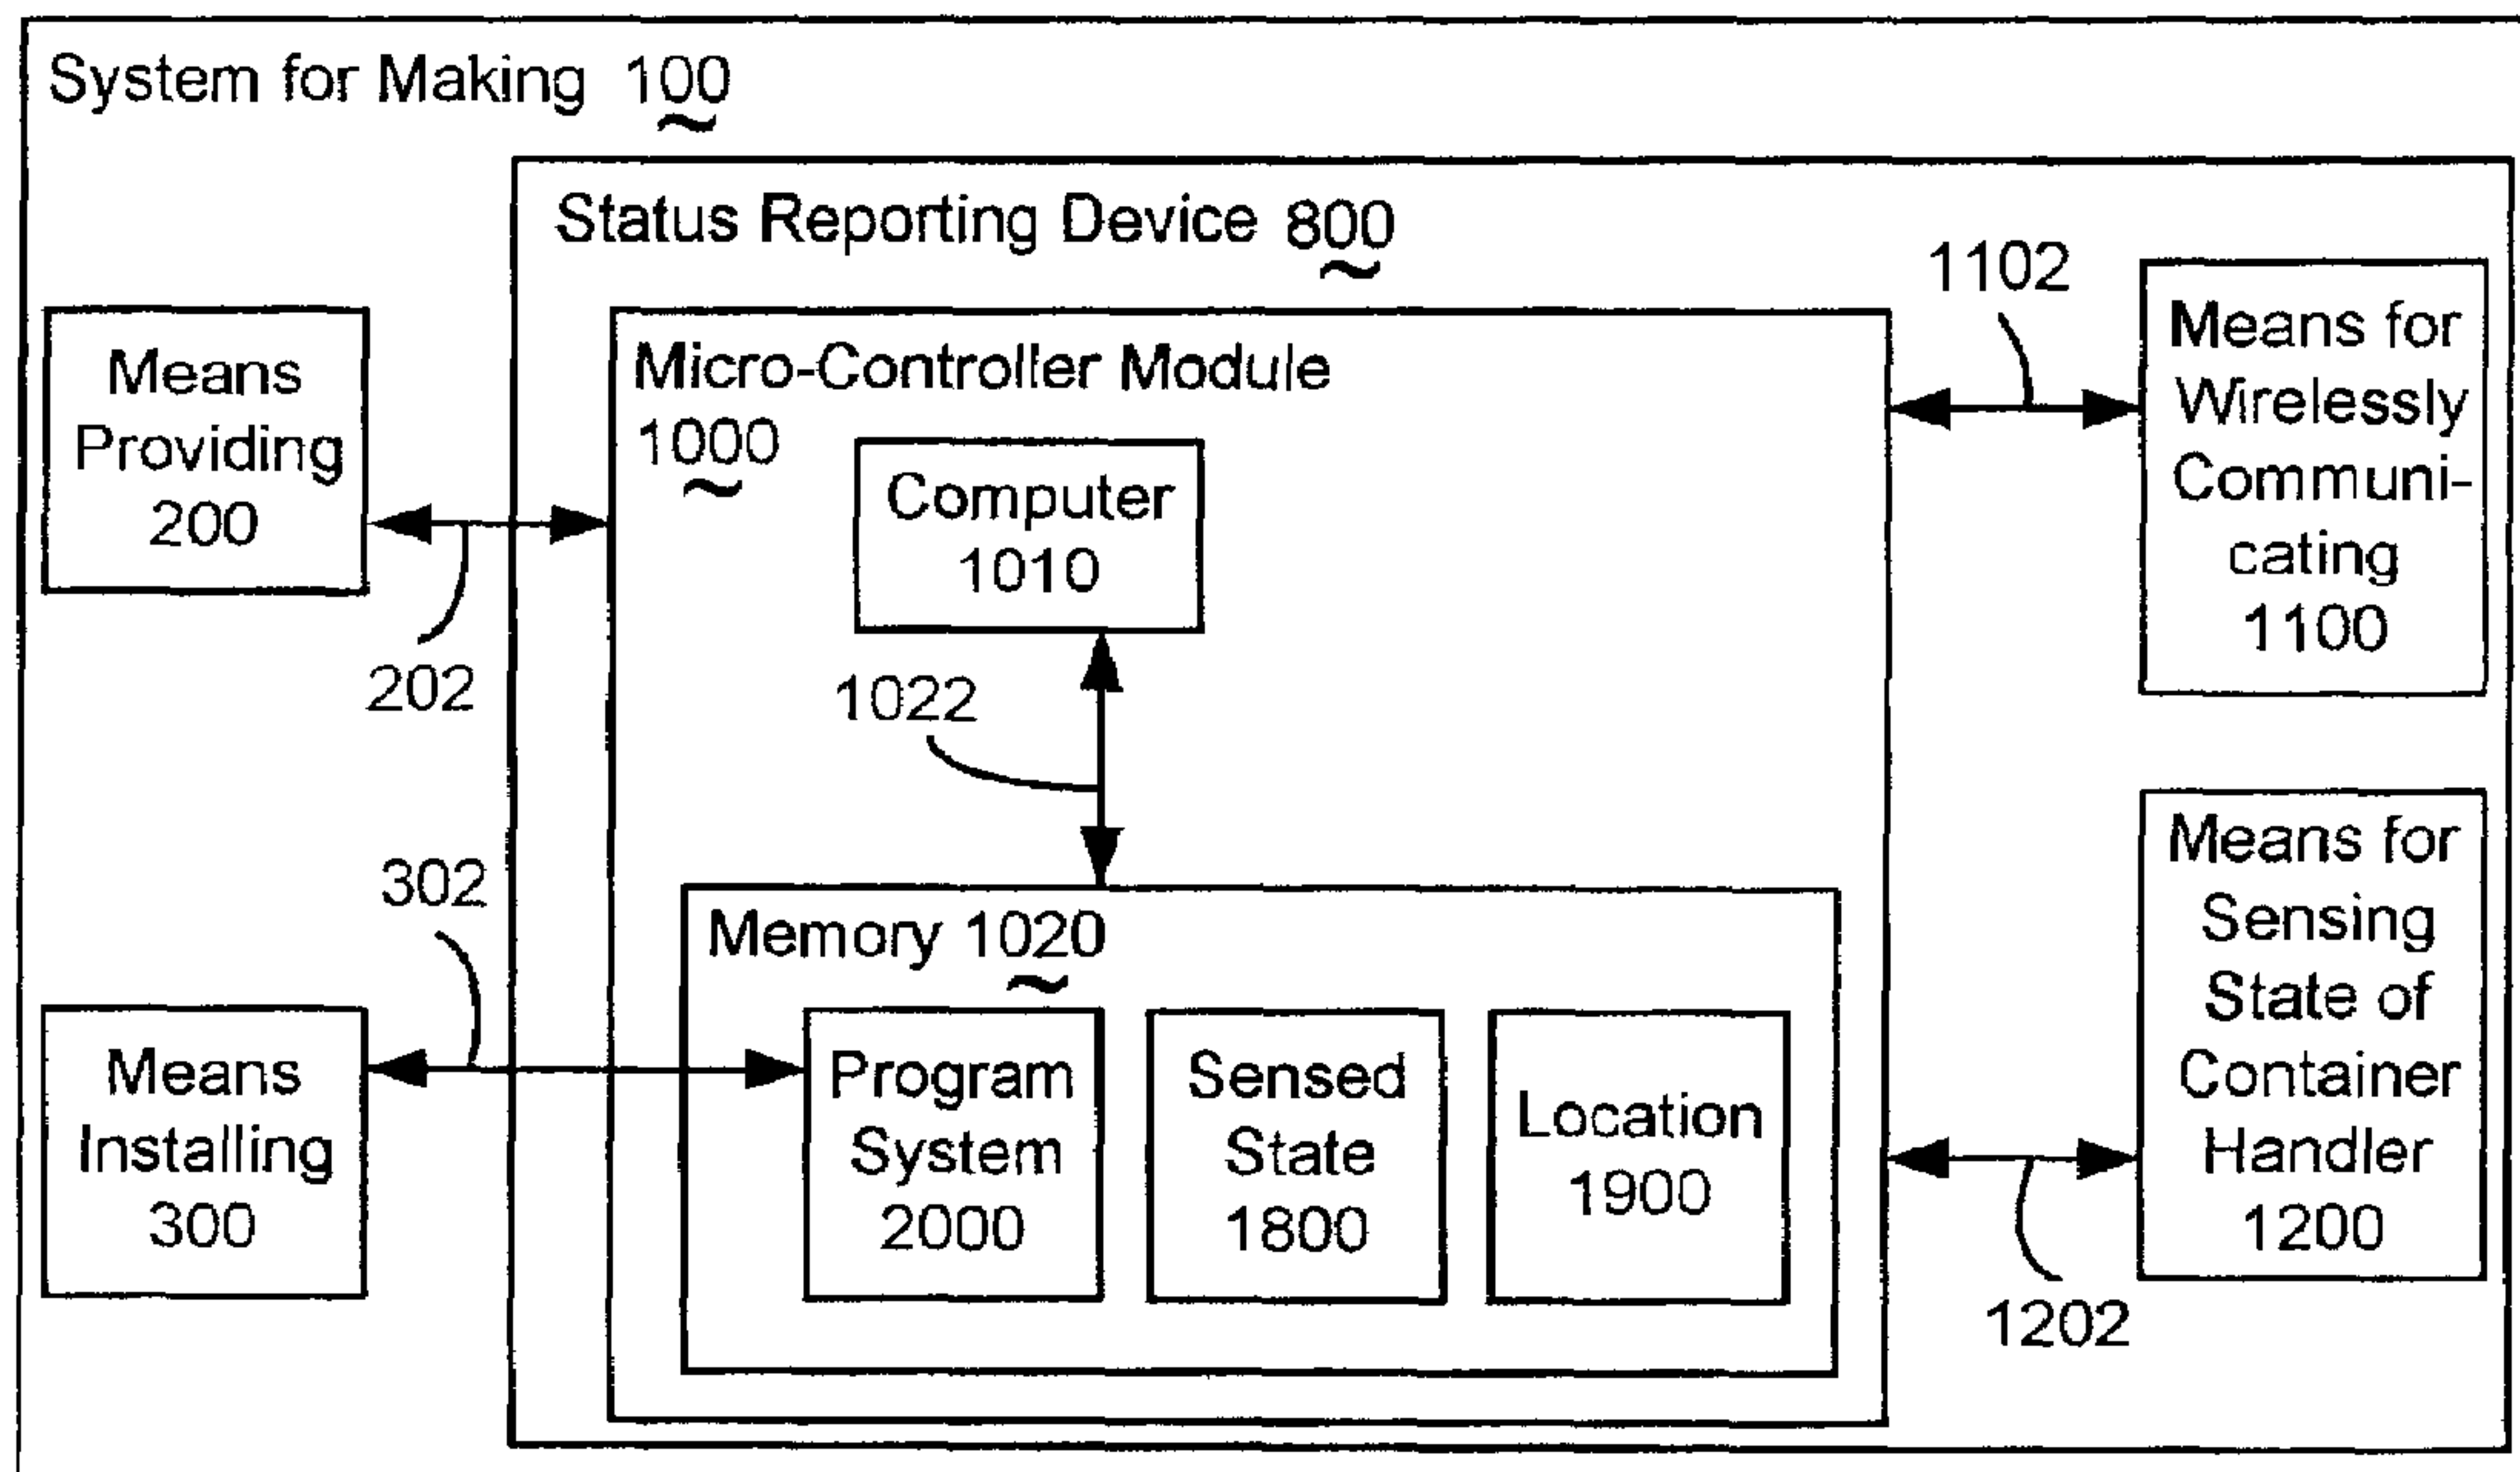 System for Making 100
Status Reporting Device 800
Means
Providing
200
202
Micro-Controller Module
1000
Computer
1010
1022
1102
Means for
Wirelessly
Communi-
cating
1100
302
Means
Installing
300
Memory 1020
Program
System
2000
Sensed
State
1800
Location
1900
Means for
Sensing
State of
Container
Handler
1200
1202